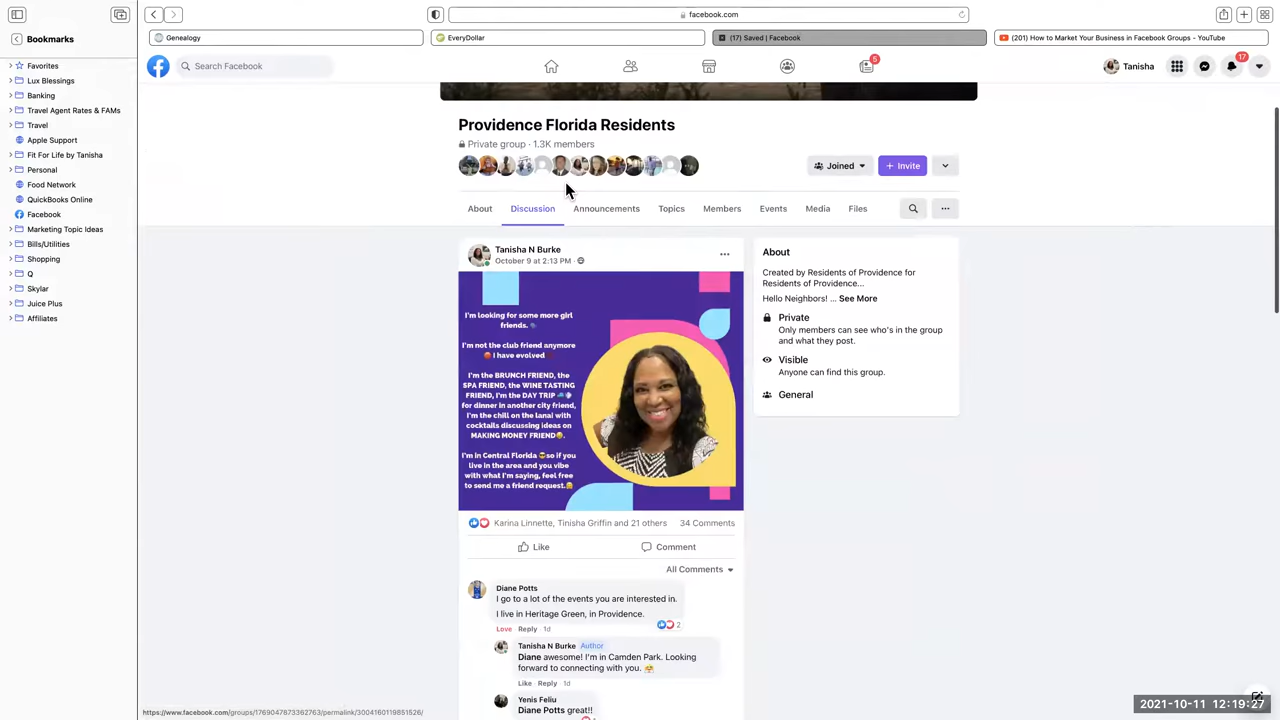 facebook.com
Bookmarks
Genealogy
EveryDollar
(17) Saved | Facebook
(201) How to Market Your Business in Facebook Groups - YouTube
Favorites
Lux Blessings
Banking
Travel Agent Rates & FAMs
Travel
Apple Support
Fit For Life by Tanisha
Personal
Food Network
QuickBooks Online
Facebook
Marketing Topic Ideas
Bills/Utilities
Shopping
Q
Skylar
Juice Plus
Affiliates
Search Facebook
5
Tanisha
17
Providence Florida Residents
Private group · 1.3K members
Joined
+ Invite
About
Discussion
Announcements
Topics
Members
Events
Media
Files
Tanisha N Burke
October 9 at 2:13 PM ·
I'm looking for some more girl
friends.
I'm not the club friend anymore
I have evolved
I'm the BRUNCH FRIEND, the
SPA FRIEND, the WINE TASTING
FRIEND, I'm the DAY TRIP
for dinner in another city friend,
I'm the chill on the lanai with
cocktails discussing ideas on
MAKING MONEY FRIEND.
I'm in Central Florida so if you
live in the area and you vibe
with what I'm saying, feel free
to send me a friend request.
Karina Linnette, Tinisha Griffin and 21 others
34 Comments
Like
Comment
All Comments
Diane Potts
I go to a lot of the events you are interested in.
I live in Heritage Green, in Providence.
2
Love Reply 1d
Tanisha N Burke Author
Diane awesome! I'm in Camden Park. Looking
forward to connecting with you.
Like Reply 1d
Yenis Feliu
Diane Potts great!!
About
Created by Residents of Providence for
Residents of Providence...
Hello Neighbors! ... See More
Private
Only members can see who's in the group
and what they post.
Visible
Anyone can find this group.
General
https://www.facebook.com/groups/1769047873362763/permalink/3004160119851526/
2021-10-11 12:19:27